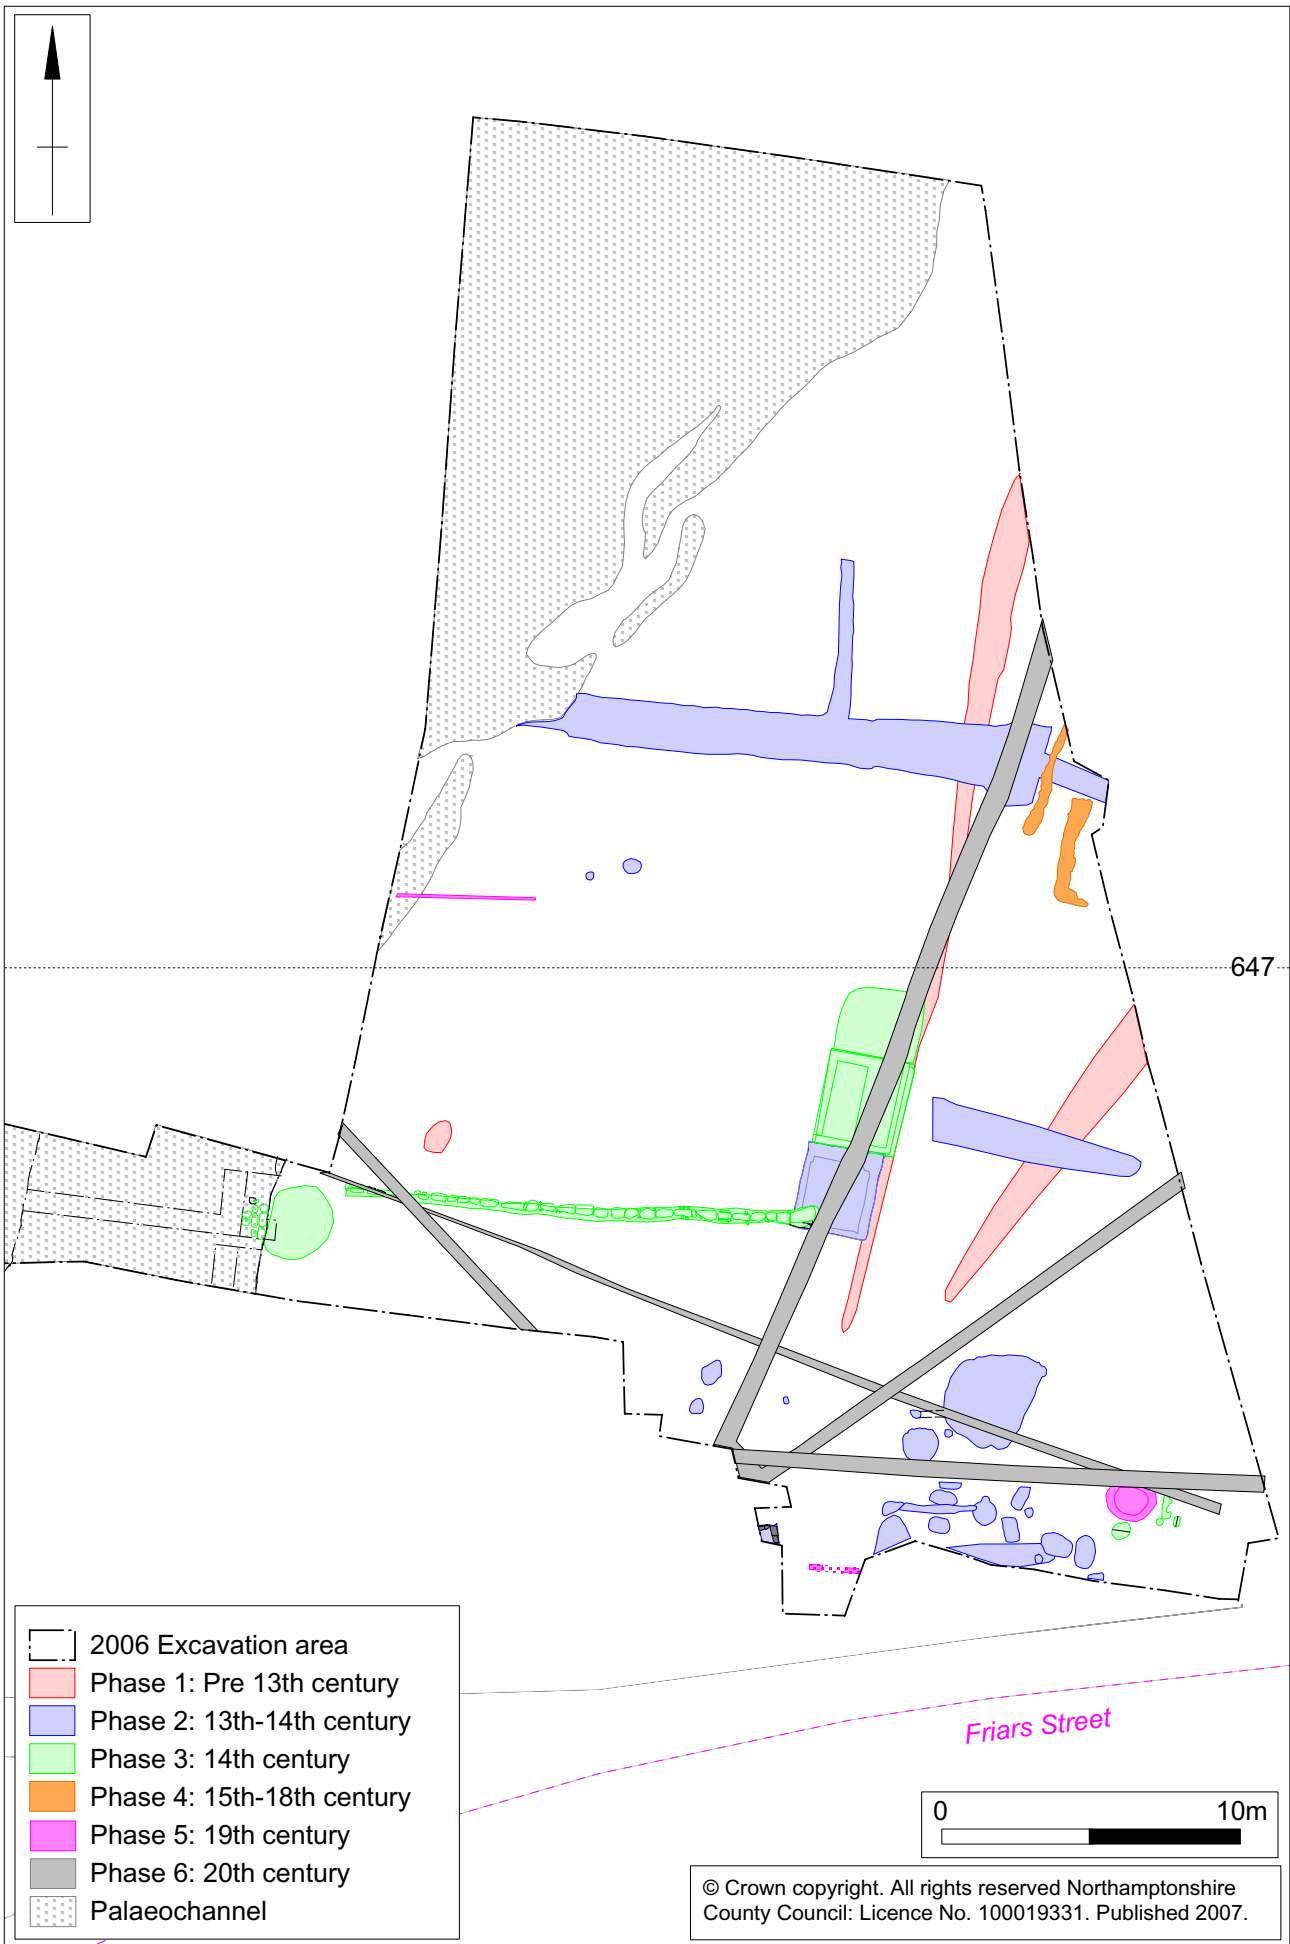 647
2006 Excavation area
Phase 1: Pre 13th century
Phase 2: 13th-14th century
Phase 3: 14th century
Phase 4: 15th-18th century
Phase 5: 19th century
Phase 6: 20th century
Palaeochannel
Friars Street
0 10m
© Crown copyright. All rights reserved Northamptonshire
County Council: Licence No. 100019331. Published 2007.